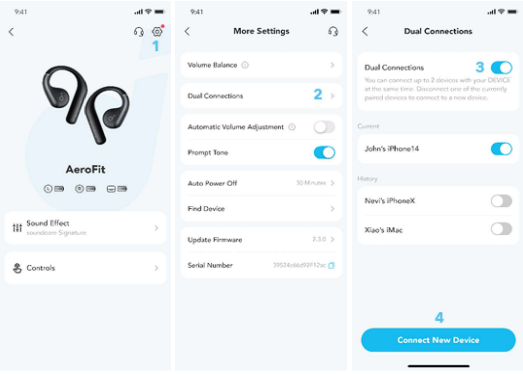 9:41
1
AeroFit
L
R
Sound Effect
soundcore Signature
Controls
9:41
More Settings
Volume Balance
Dual Connections
2
Automatic Volume Adjustment
Prompt Tone
Auto Power Off
30 Minutes
Find Device
Update Firmware
2.3.0
Serial Number
9:41
Dual Connections
Dual Connections
3
You can connect up to 2 devices with your DEVICE
at the same time. Disconnect one of the currently
paired devices to connect to a new device.
Current
John's iPhone14
History
Nevi's iPhoneX
Xiao's iMac
4
Connect New Device